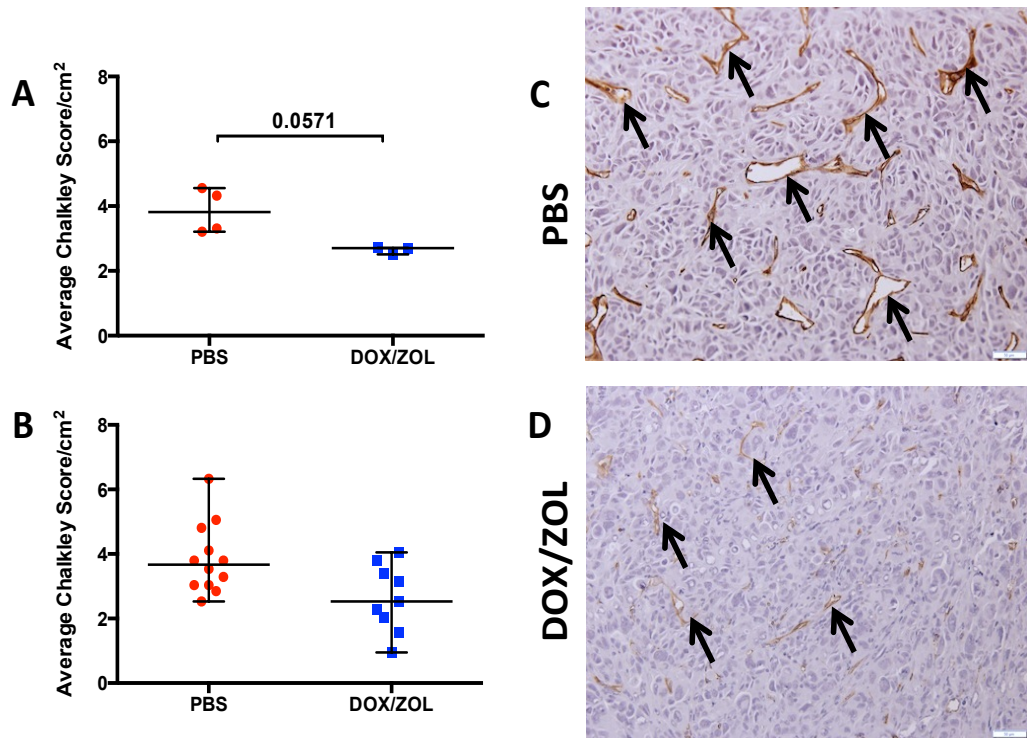 A
Average Chalkley Score/cm²
8
6
4
2
0
0.0571
PBS
DOX/ZOL
B
Average Chalkley Score/cm²
8
6
4
2
0
PBS
DOX/ZOL
C
PBS
D
DOX/ZOL